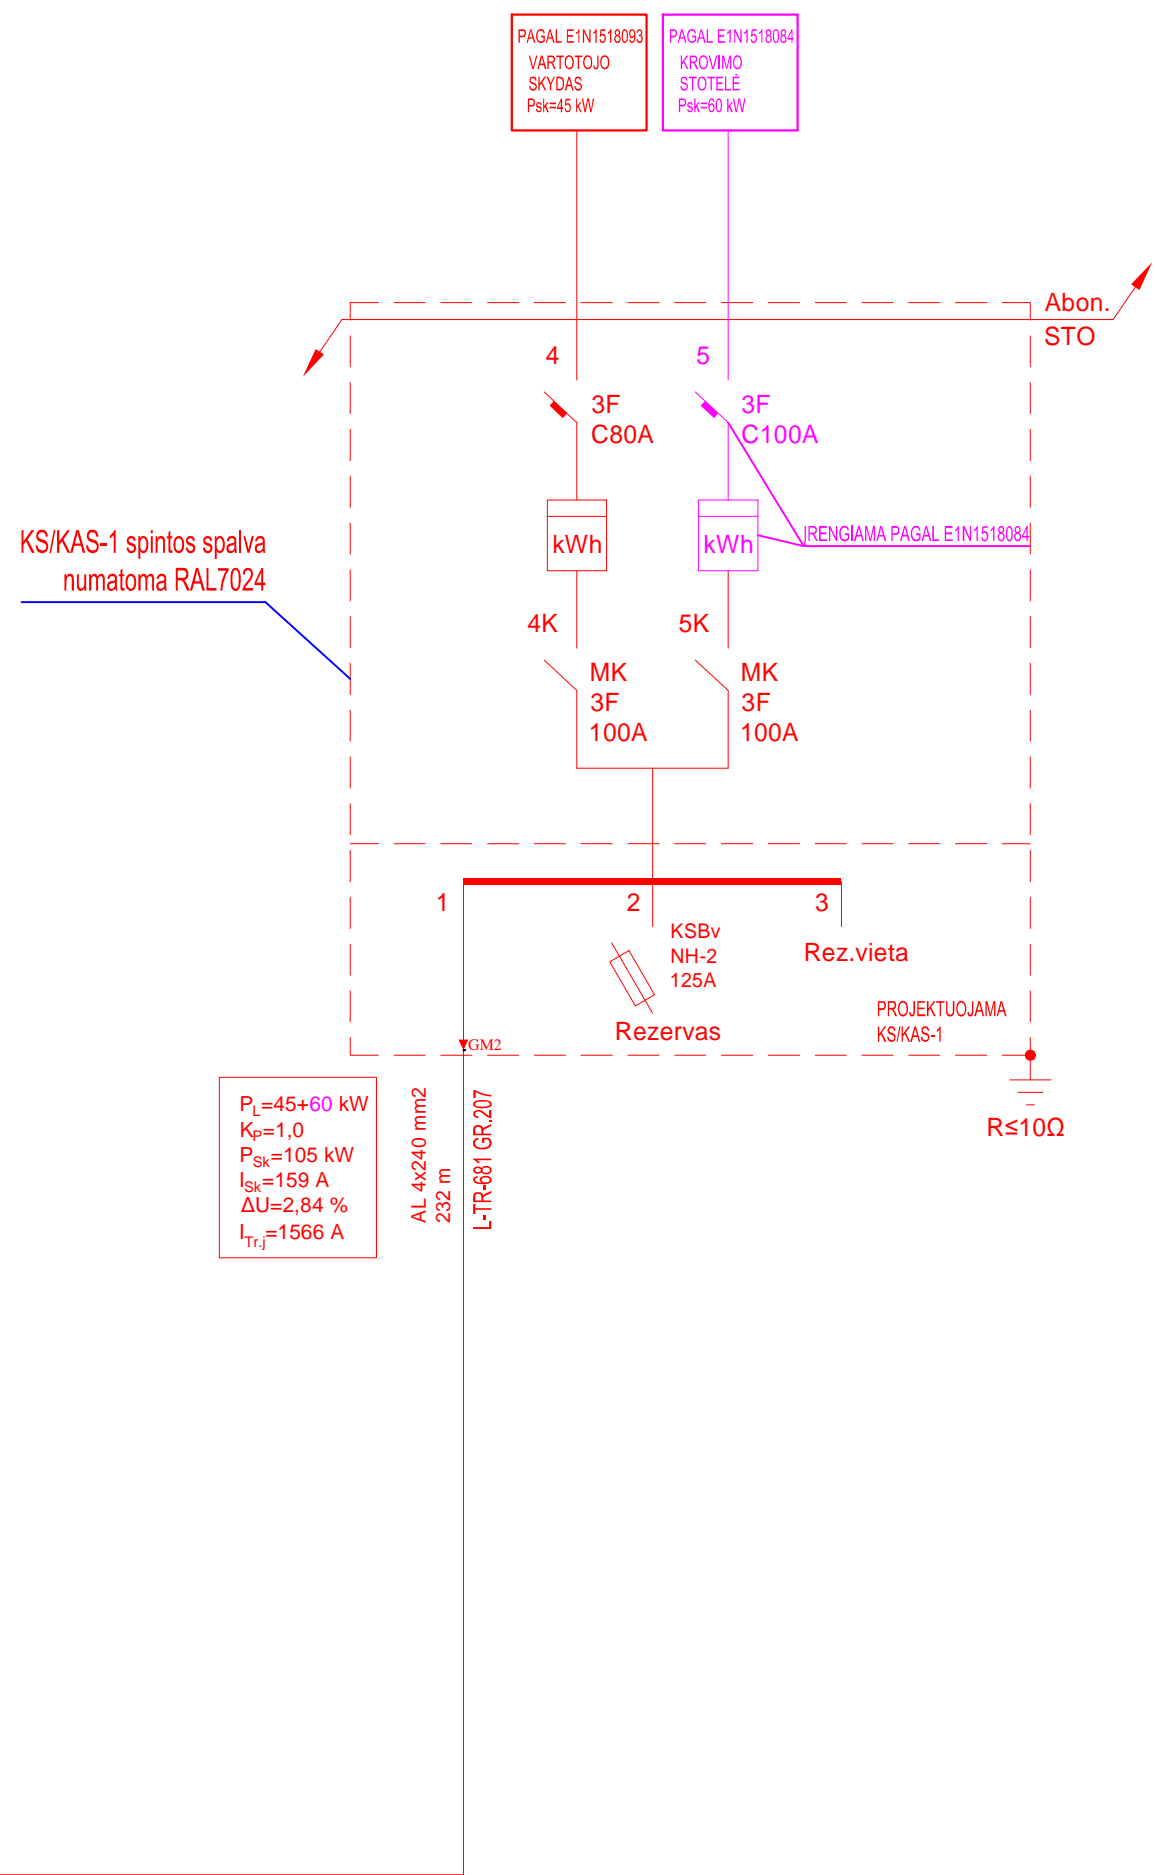 PAGAL E1N1518093
VARTOTOJO
SKYDAS
Psk=45 kW
PAGAL E1N1518084
KROVIMO
STOTELĖ
Psk=60 kW
Abon.
STO
4
5
3F
C80A
3F
C100A
kWh
kWh
ĮRENGIAMA PAGAL E1N1518084
KS/KAS-1 spintos spalva
numatoma RAL7024
4K
5K
MK
3F
100A
MK
3F
100A
1
2
3
KSBv
NH-2
125A
Rezervas
Rez.vieta
PROJEKTUOJAMA
KS/KAS-1
GM2
R≤10Ω
PL=45+60 kW
KP=1,0
PSk=105 kW
ISk=159 A
ΔU=2,84 %
ITr.j=1566 A
AL 4x240 mm2
232 m
L-TR-681 GR.207